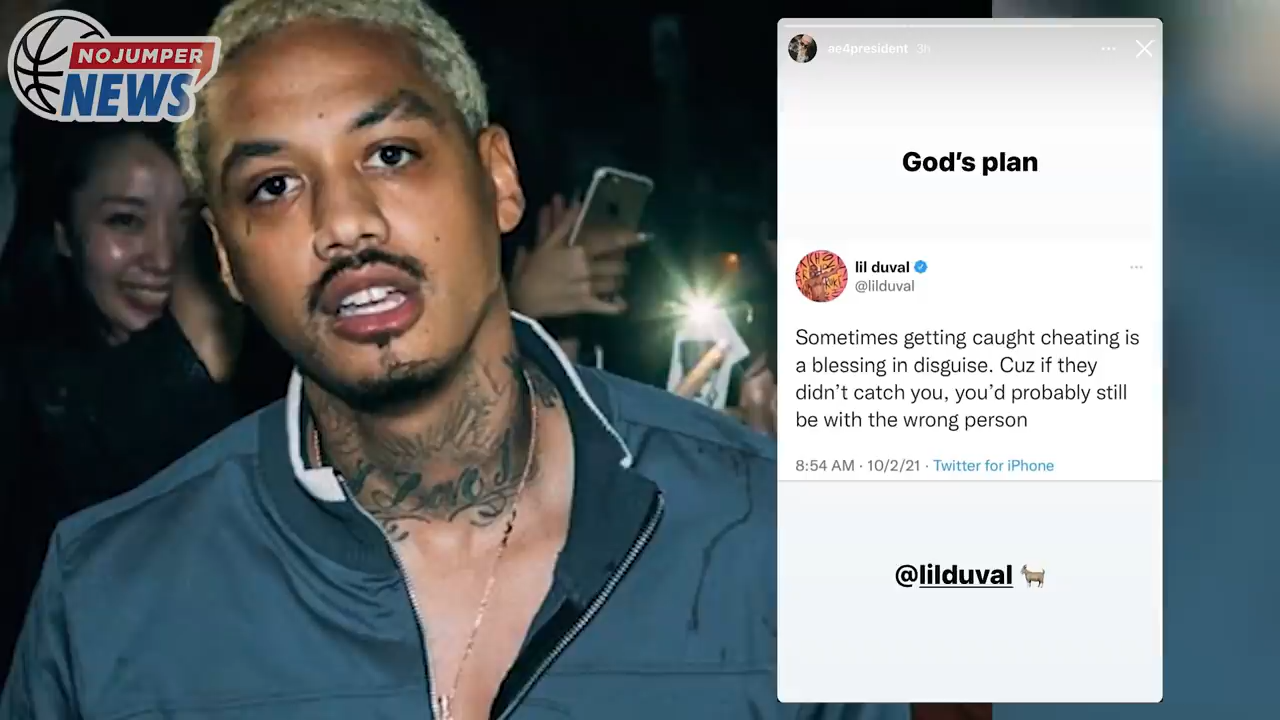 NOJUMPER
NEWS
ae4president 3h
God's plan
lil duval
@lilduval
Sometimes getting caught cheating is
a blessing in disguise. Cuz if they
didn't catch you, you'd probably still
be with the wrong person
8:54 AM · 10/2/21 · Twitter for iPhone
@lilduval 🐐